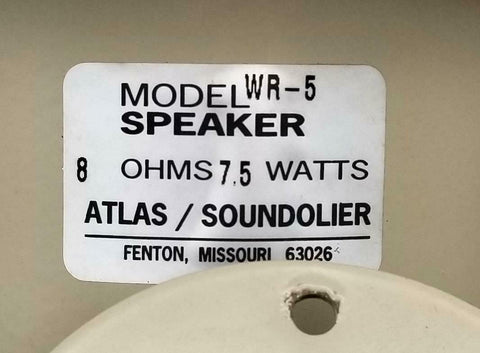 MODEL WR-5
SPEAKER
8 OHMS 7.5 WATTS
ATLAS / SOUNDOLIER
FENTON, MISSOURI 63026